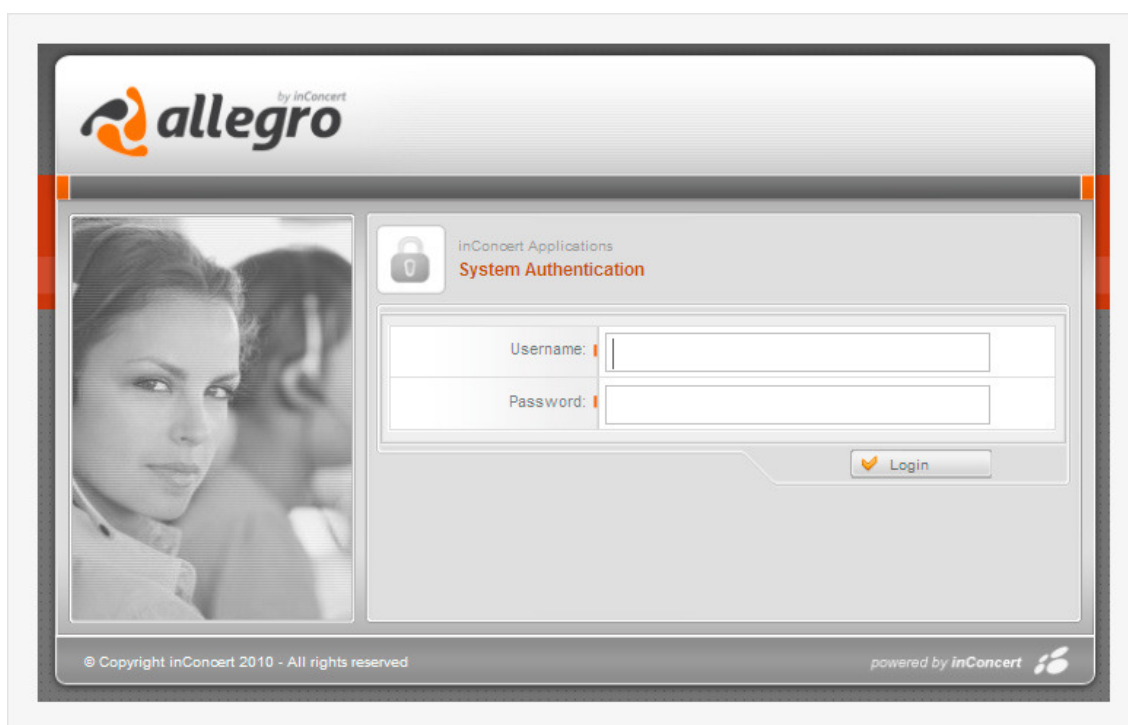 by inConcert
allegro
inConcert Applications
System Authentication
Username:
Password:
Login
© Copyright inConcert 2010 - All rights reserved
powered by inConcert